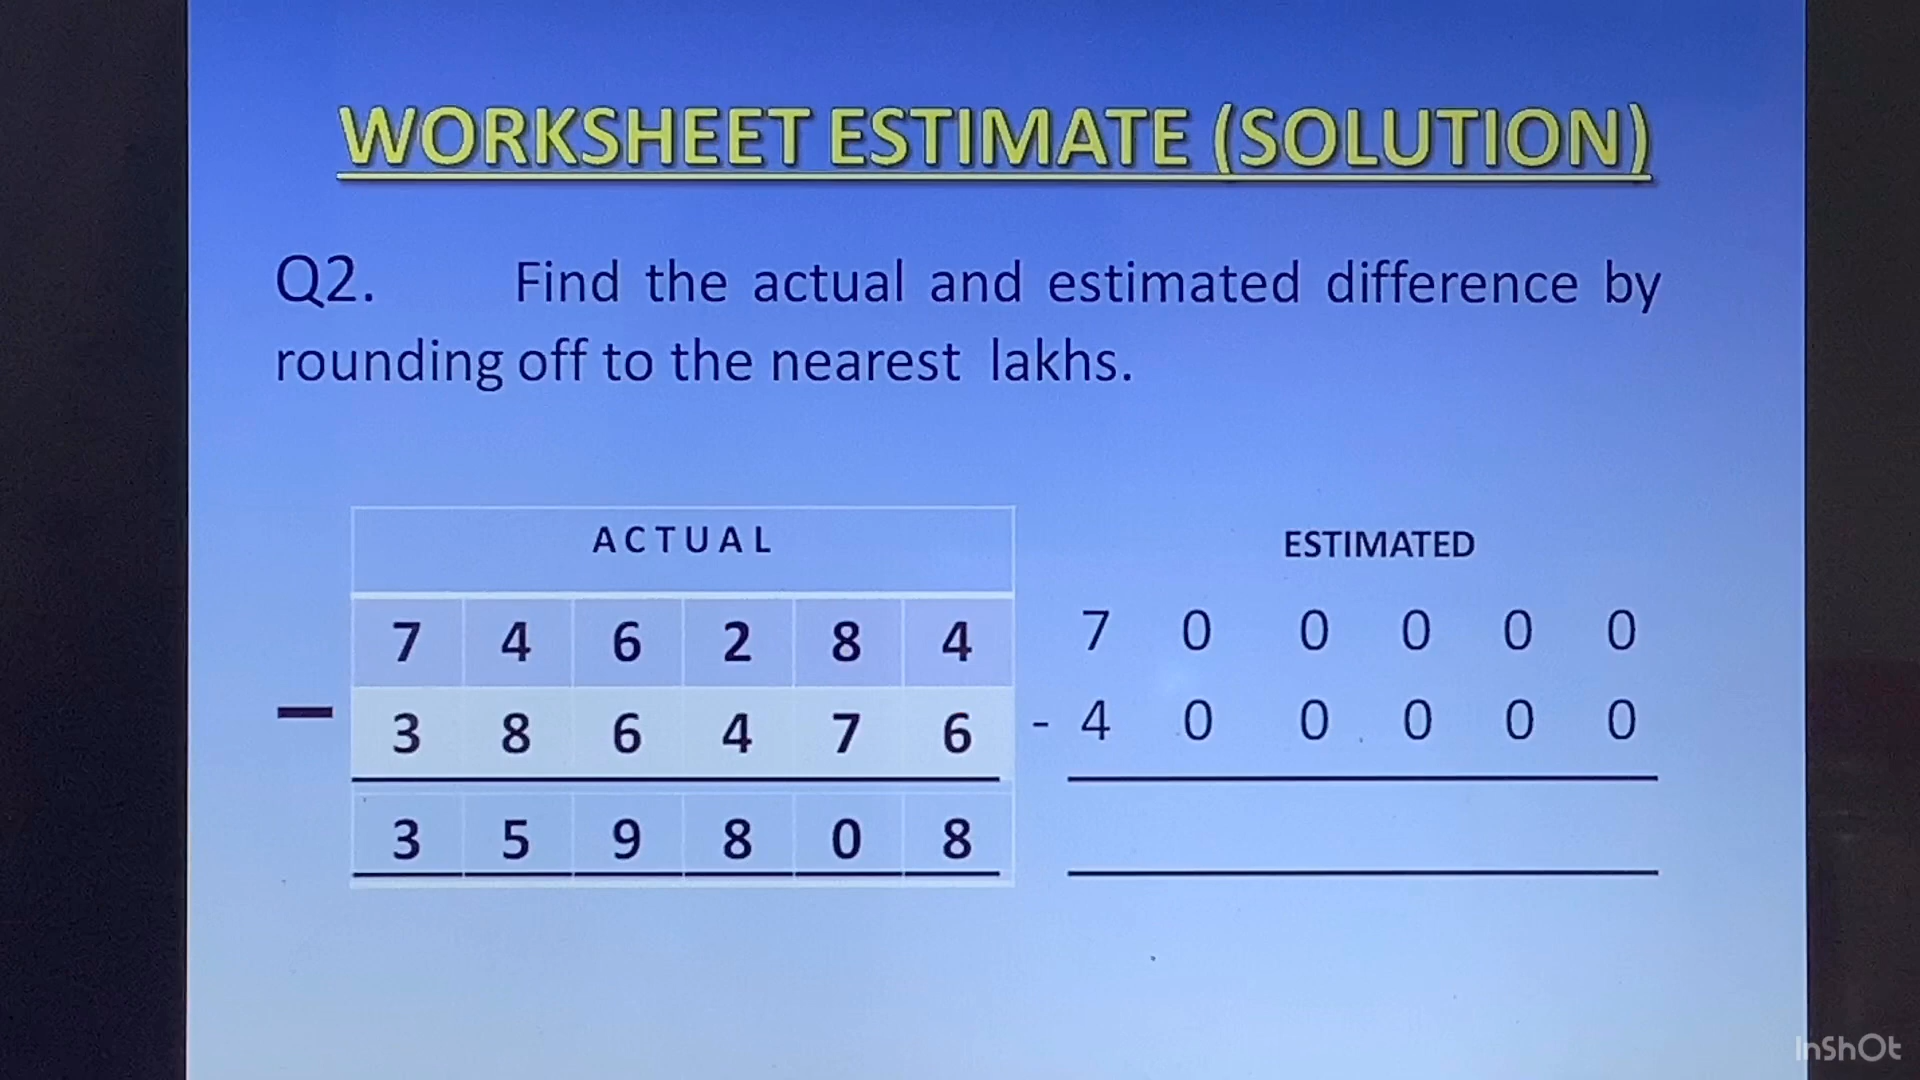 WORKSHEET ESTIMATE (SOLUTION)
Q2. Find the actual and estimated difference by
rounding off to the nearest lakhs.
ACTUAL
ESTIMATED
7 4 6 2 8 4
7 0 0 0 0 0
– 3 8 6 4 7 6
- 4 0 0 0 0 0
3 5 9 8 0 8
InShOt